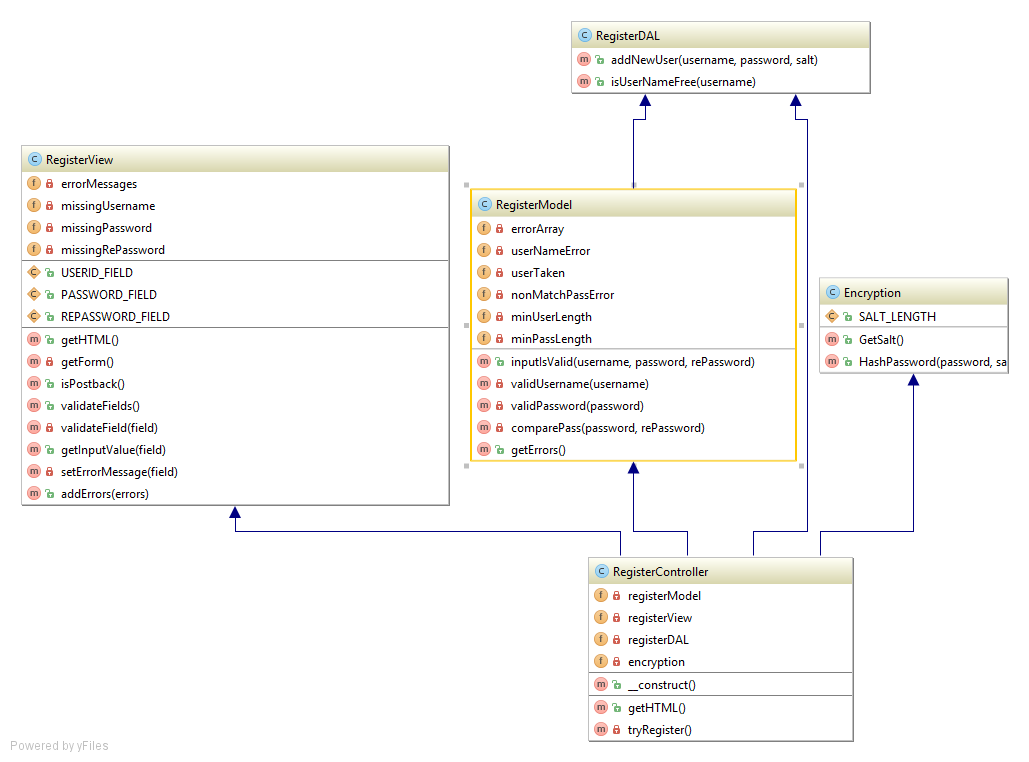 RegisterDAL
addNewUser(username, password, salt)
isUserNameFree(username)
RegisterView
errorMessages
missingUsername
missingPassword
missingRePassword
USERID_FIELD
PASSWORD_FIELD
REPASSWORD_FIELD
getHTML()
getForm()
isPostback()
validateFields()
validateField(field)
getInputValue(field)
setErrorMessage(field)
addErrors(errors)
RegisterModel
errorArray
userNameError
userTaken
nonMatchPassError
minUserLength
minPassLength
inputIsValid(username, password, rePassword)
validUsername(username)
validPassword(password)
comparePass(password, rePassword)
getErrors()
Encryption
SALT_LENGTH
GetSalt()
HashPassword(password, sa
RegisterController
registerModel
registerView
registerDAL
encryption
__construct()
getHTML()
tryRegister()
Powered by yFiles